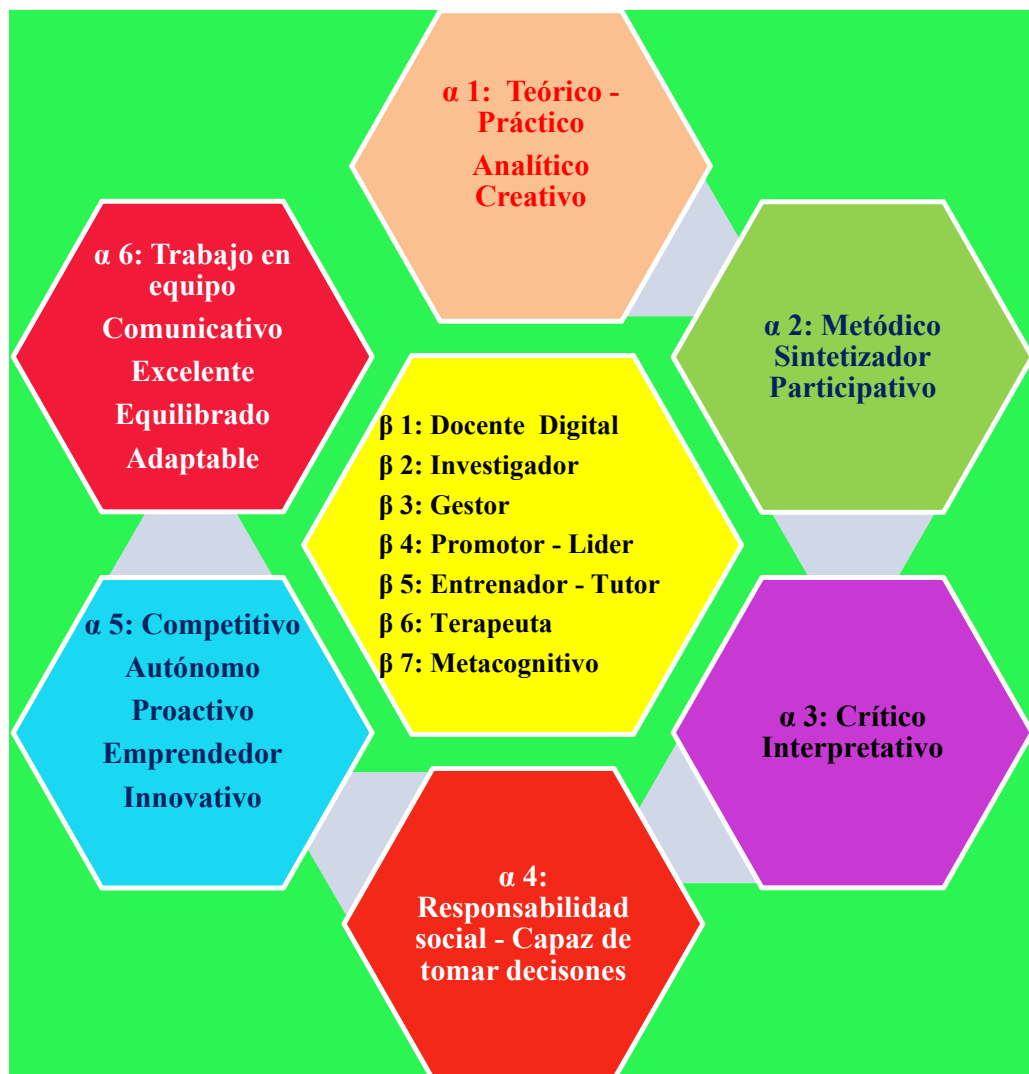 α 1: Teórico -
Práctico
Analítico
Creativo
α 2: Metódico
Sintetizador
Participativo
α 3: Crítico
Interpretativo
α 4:
Responsabilidad
social - Capaz de
tomar decisones
α 5: Competitivo
Autónomo
Proactivo
Emprendedor
Innovativo
α 6: Trabajo en
equipo
Comunicativo
Excelente
Equilibrado
Adaptable
β 1: Docente Digital
β 2: Investigador
β 3: Gestor
β 4: Promotor - Lider
β 5: Entrenador - Tutor
β 6: Terapeuta
β 7: Metacognitivo